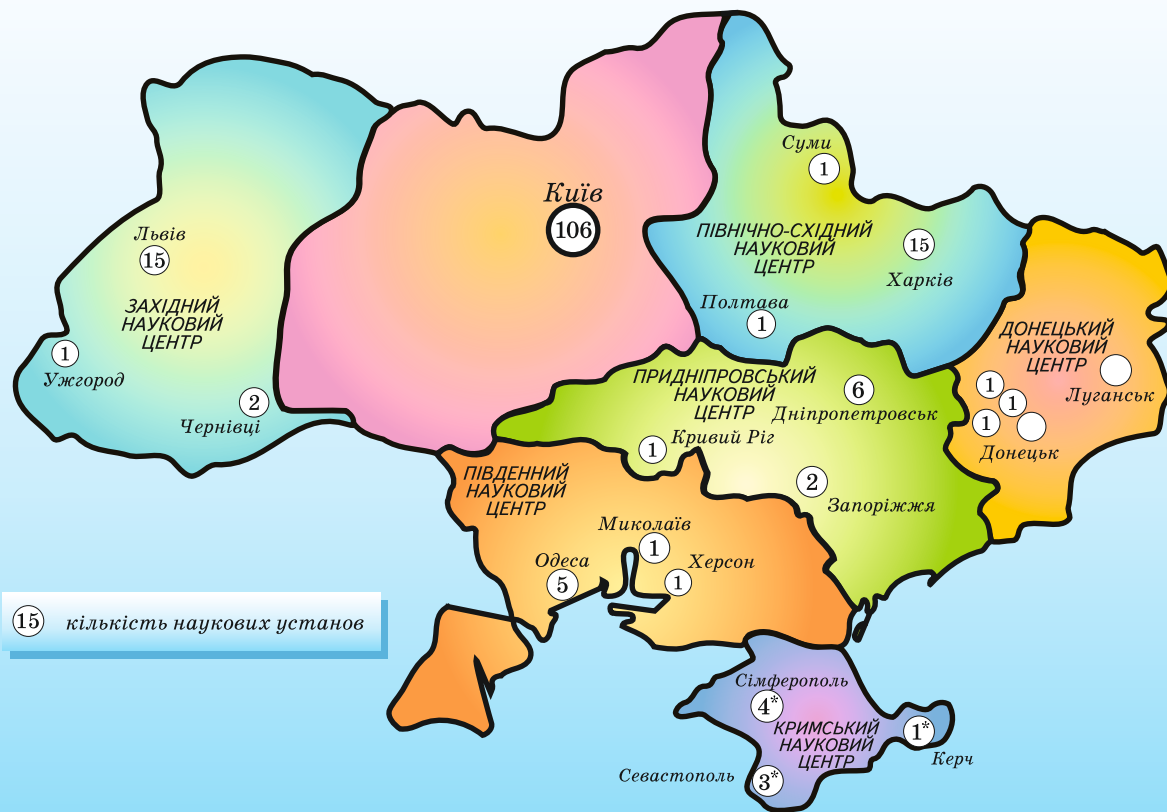 Суми
1
Київ
106
ПІВНІЧНО-СХІДНИЙ
НАУКОВИЙ
ЦЕНТР
15
Харків
Полтава
1
Львів
15
ЗАХІДНИЙ
НАУКОВИЙ
ЦЕНТР
1
Ужгород
2
Чернівці
ДОНЕЦЬКИЙ
НАУКОВИЙ
ЦЕНТР
Луганськ
1
1
1
Донецьк
ПРИДНІПРОВСЬКИЙ
НАУКОВИЙ
ЦЕНТР
6
Дніпропетровськ
Кривий Ріг
1
2
Запоріжжя
ПІВДЕННИЙ
НАУКОВИЙ
ЦЕНТР
Миколаїв
1
Одеса
5
Херсон
1
15 кількість наукових установ
Сімферополь
4*
КРИМСЬКИЙ
НАУКОВИЙ
ЦЕНТР
1*
Керч
Севастополь
3*